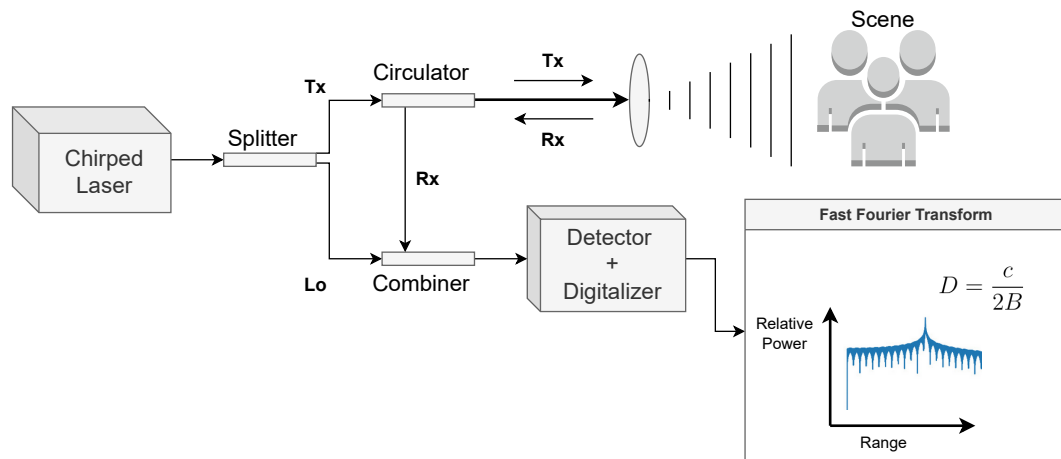 Scene
Circulator
Tx
Tx
Splitter
Rx
Chirped
Laser
Rx
Fast Fourier Transform
Detector
+
Digitalizer
Lo
Combiner
D = c/2B
Relative
Power
Range